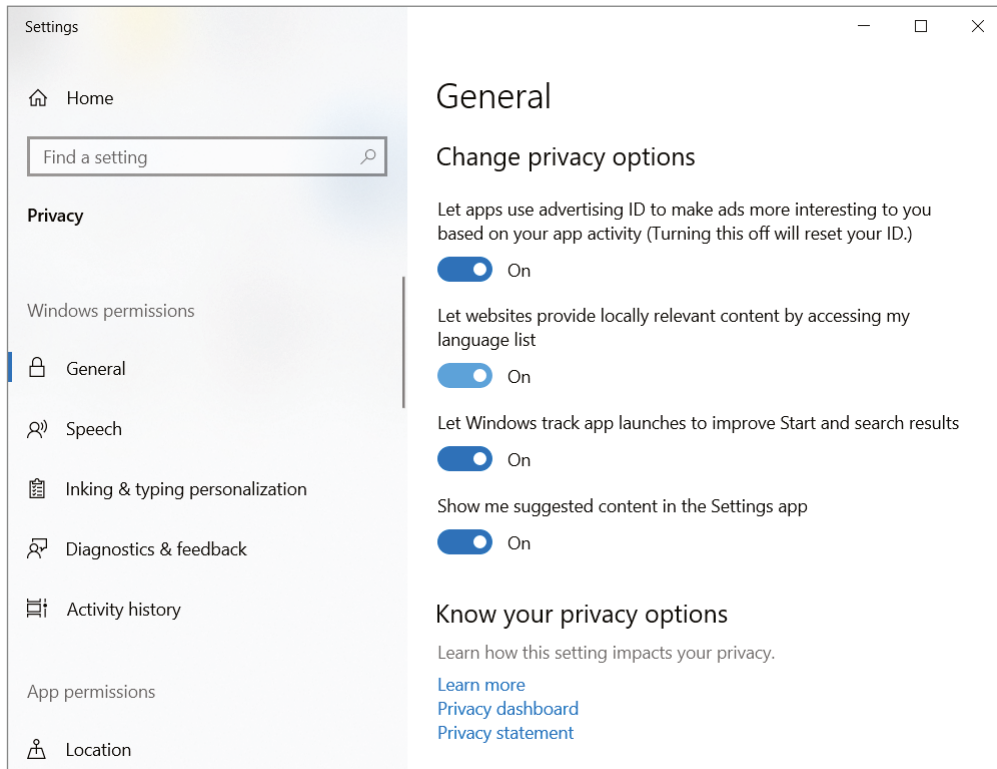 Settings
Home
Find a setting
Privacy
Windows permissions
General
Speech
Inking & typing personalization
Diagnostics & feedback
Activity history
App permissions
Location
General
Change privacy options
Let apps use advertising ID to make ads more interesting to you
based on your app activity (Turning this off will reset your ID.)
On
Let websites provide locally relevant content by accessing my
language list
On
Let Windows track app launches to improve Start and search results
On
Show me suggested content in the Settings app
On
Know your privacy options
Learn how this setting impacts your privacy.
Learn more
Privacy dashboard
Privacy statement